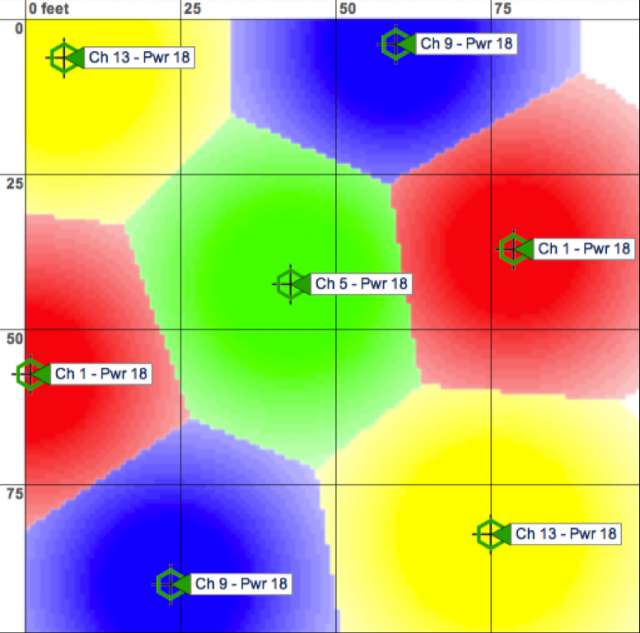 0 feet 25 50 75
0
Ch 13 - Pwr 18
Ch 9 - Pwr 18
25
Ch 1 - Pwr 18
Ch 5 - Pwr 18
50
Ch 1 - Pwr 18
75
Ch 13 - Pwr 18
Ch 9 - Pwr 18